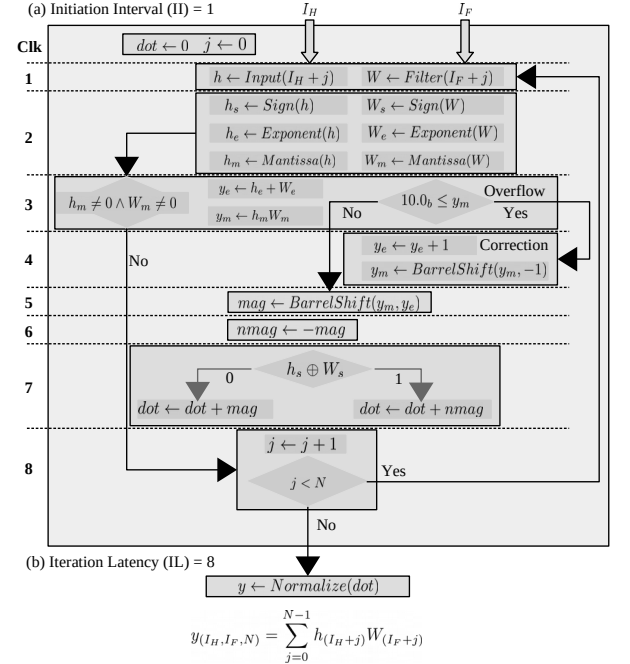 (a) Initiation Interval (II) = 1
I_H I_F
Clk
dot ← 0 j ← 0
1
h ← Input(I_H + j) W ← Filter(I_F + j)
2
h_s ← Sign(h) W_s ← Sign(W)
h_e ← Exponent(h) W_e ← Exponent(W)
h_m ← Mantissa(h) W_m ← Mantissa(W)
3
h_m ≠ 0 ∧ W_m ≠ 0
y_e ← h_e + W_e
y_m ← h_m W_m
10.0_b ≤ y_m
Overflow
No Yes
4
y_e ← y_e + 1 Correction
y_m ← BarrelShift(y_m, −1)
No
5
mag ← BarrelShift(y_m, y_e)
6
nmag ← −mag
7
h_s ⊕ W_s
0 1
dot ← dot + mag dot ← dot + nmag
8
j ← j + 1
j < N
Yes
No
(b) Iteration Latency (IL) = 8
y ← Normalize(dot)
y_(I_H,I_F,N) = ∑_{j=0}^{N−1} h_(I_H+j) W_(I_F+j)